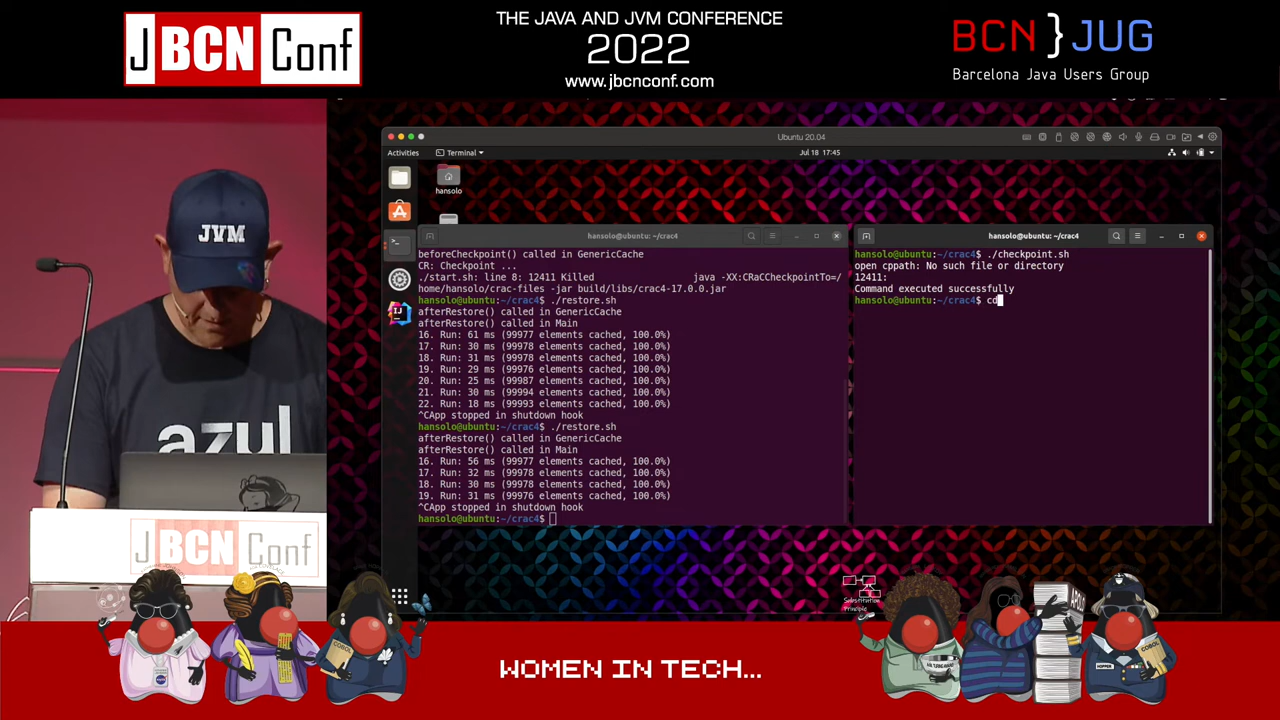 JBCNConf
THE JAVA AND JVM CONFERENCE
2022
www.jbcnconf.com
BCN}JUG
Barcelona Java Users Group
Ubuntu 20.04
Activities
Terminal
Jul 18 17:45
hansolo
hansolo@ubuntu: ~/crac4
beforeCheckpoint() called in GenericCache
CR: Checkpoint ...
./start.sh: line 8: 12411 Killed java -XX:CRaCCheckpointTo=/
home/hansolo/crac-files -jar build/libs/crac4-17.0.0.jar
hansolo@ubuntu:~/crac4$ ./restore.sh
afterRestore() called in GenericCache
afterRestore() called in Main
16. Run: 61 ms (99977 elements cached, 100.0%)
17. Run: 30 ms (99978 elements cached, 100.0%)
18. Run: 31 ms (99978 elements cached, 100.0%)
19. Run: 29 ms (99976 elements cached, 100.0%)
20. Run: 25 ms (99987 elements cached, 100.0%)
21. Run: 30 ms (99994 elements cached, 100.0%)
22. Run: 18 ms (99993 elements cached, 100.0%)
^CApp stopped in shutdown hook
hansolo@ubuntu:~/crac4$ ./restore.sh
afterRestore() called in GenericCache
afterRestore() called in Main
16. Run: 56 ms (99977 elements cached, 100.0%)
17. Run: 32 ms (99978 elements cached, 100.0%)
18. Run: 30 ms (99978 elements cached, 100.0%)
19. Run: 31 ms (99976 elements cached, 100.0%)
^CApp stopped in shutdown hook
hansolo@ubuntu:~/crac4$
hansolo@ubuntu: ~/crac4
hansolo@ubuntu:~/crac4$ ./checkpoint.sh
open cppath: No such file or directory
12411:
Command executed successfully
hansolo@ubuntu:~/crac4$ cd
JVM
azul
JBCNConf
Substitution
Principle
COBOL
APOLLO
HOPPER
COBOL
WOMEN IN TECH...